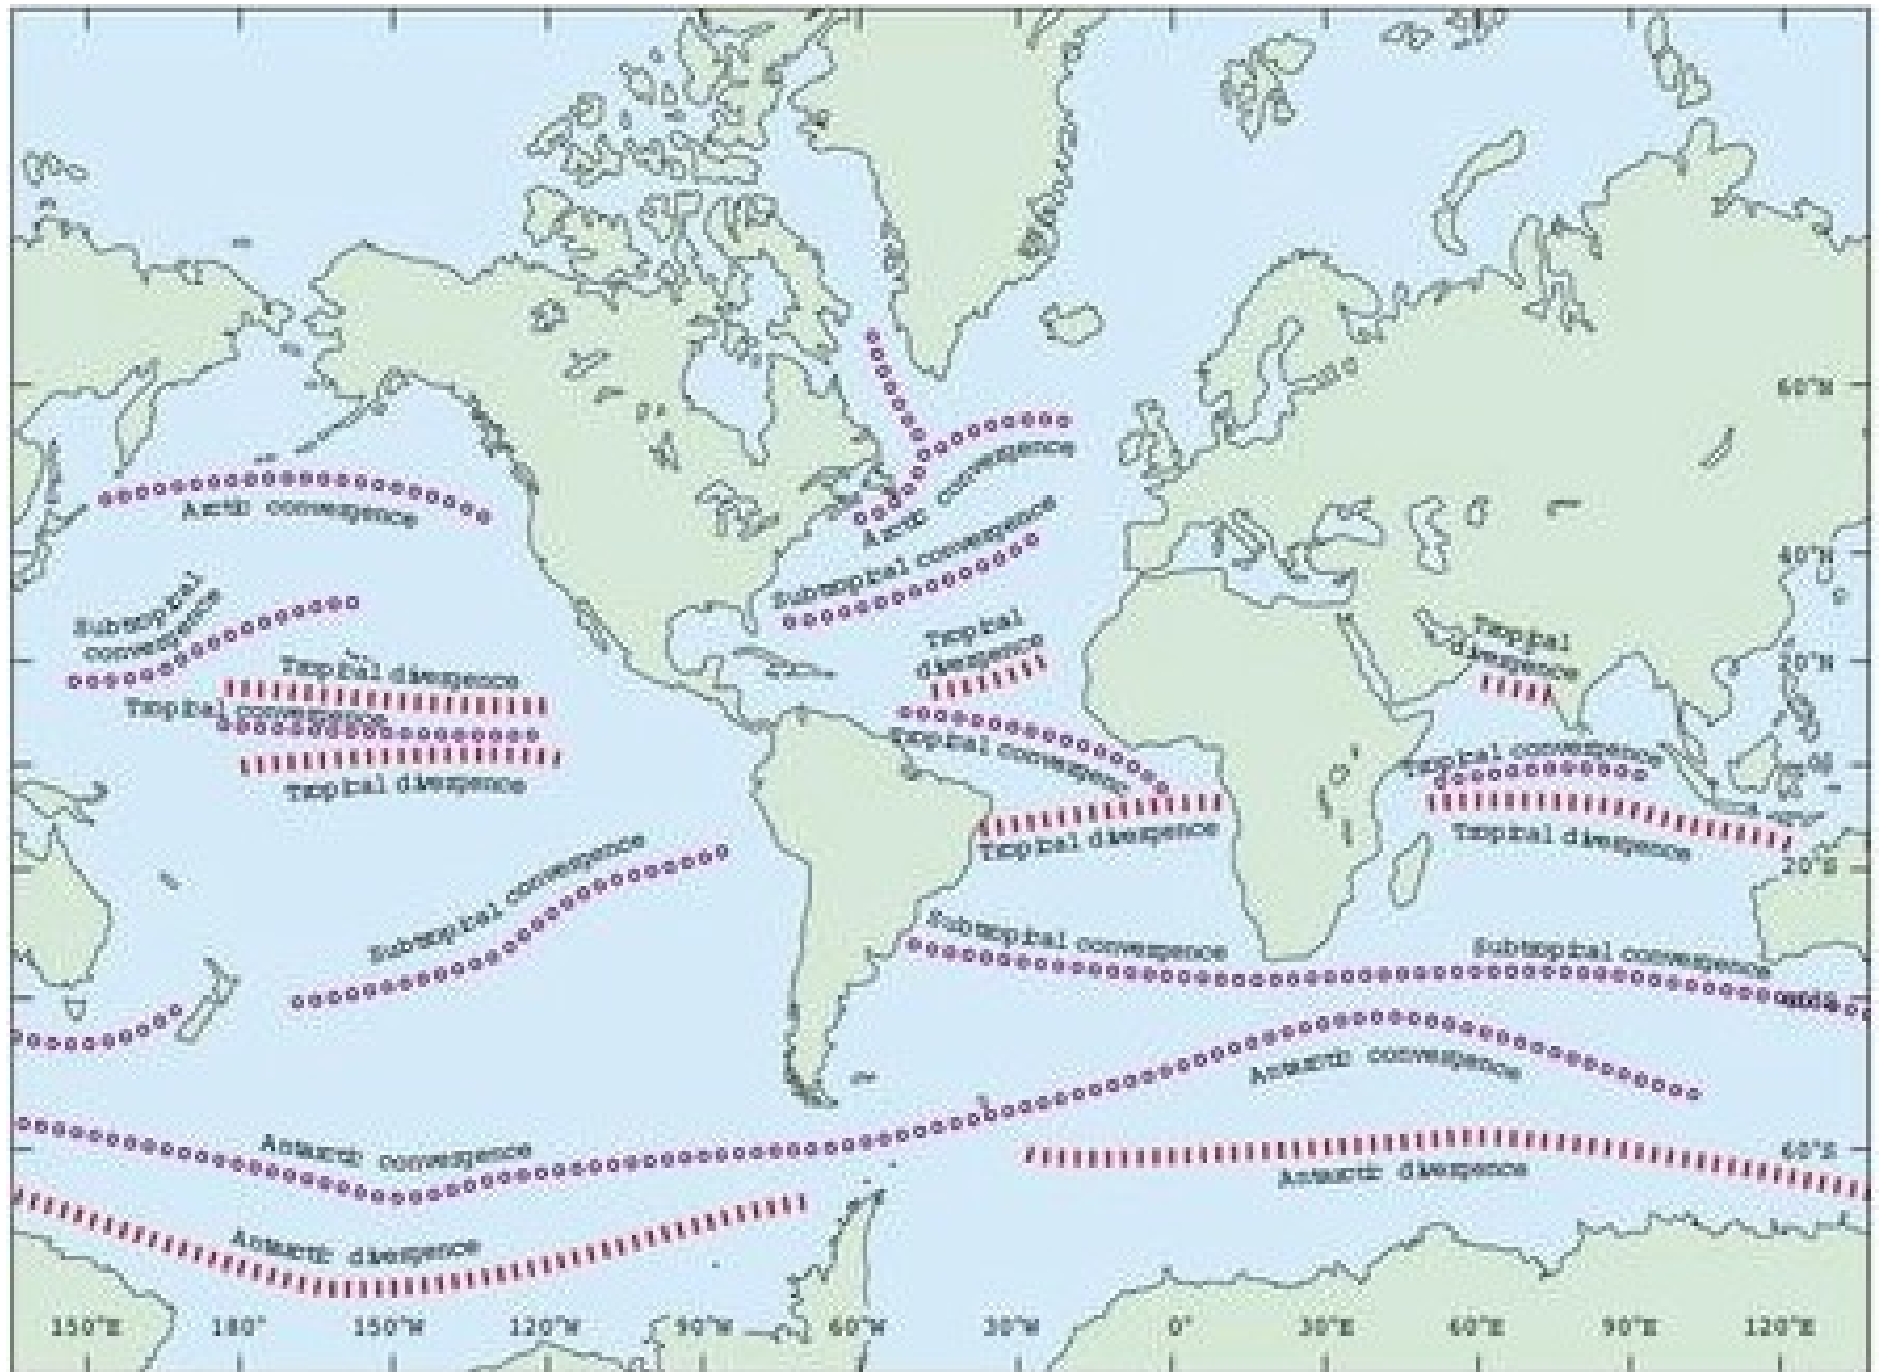 60°N
Arctic convergence
Arctic convergence
Subtropical convergence
40°N
Subtropical
convergence
Tropical
divergence
Tropical
divergence
20°N
Tropical divergence
Tropical convergence
Tropical convergence
Tropical convergence
00
Tropical divergence
Tropical divergence
Tropical divergence
20°S
Subtropical convergence
Subtropical convergence
Subtropical convergence
Antarctic convergence
Antarctic convergence
60°S
Antarctic divergence
Antarctic divergence
150°E 180° 150°W 120°W 90°W 60°W 30°W 0° 30°E 60°E 90°E 120°E